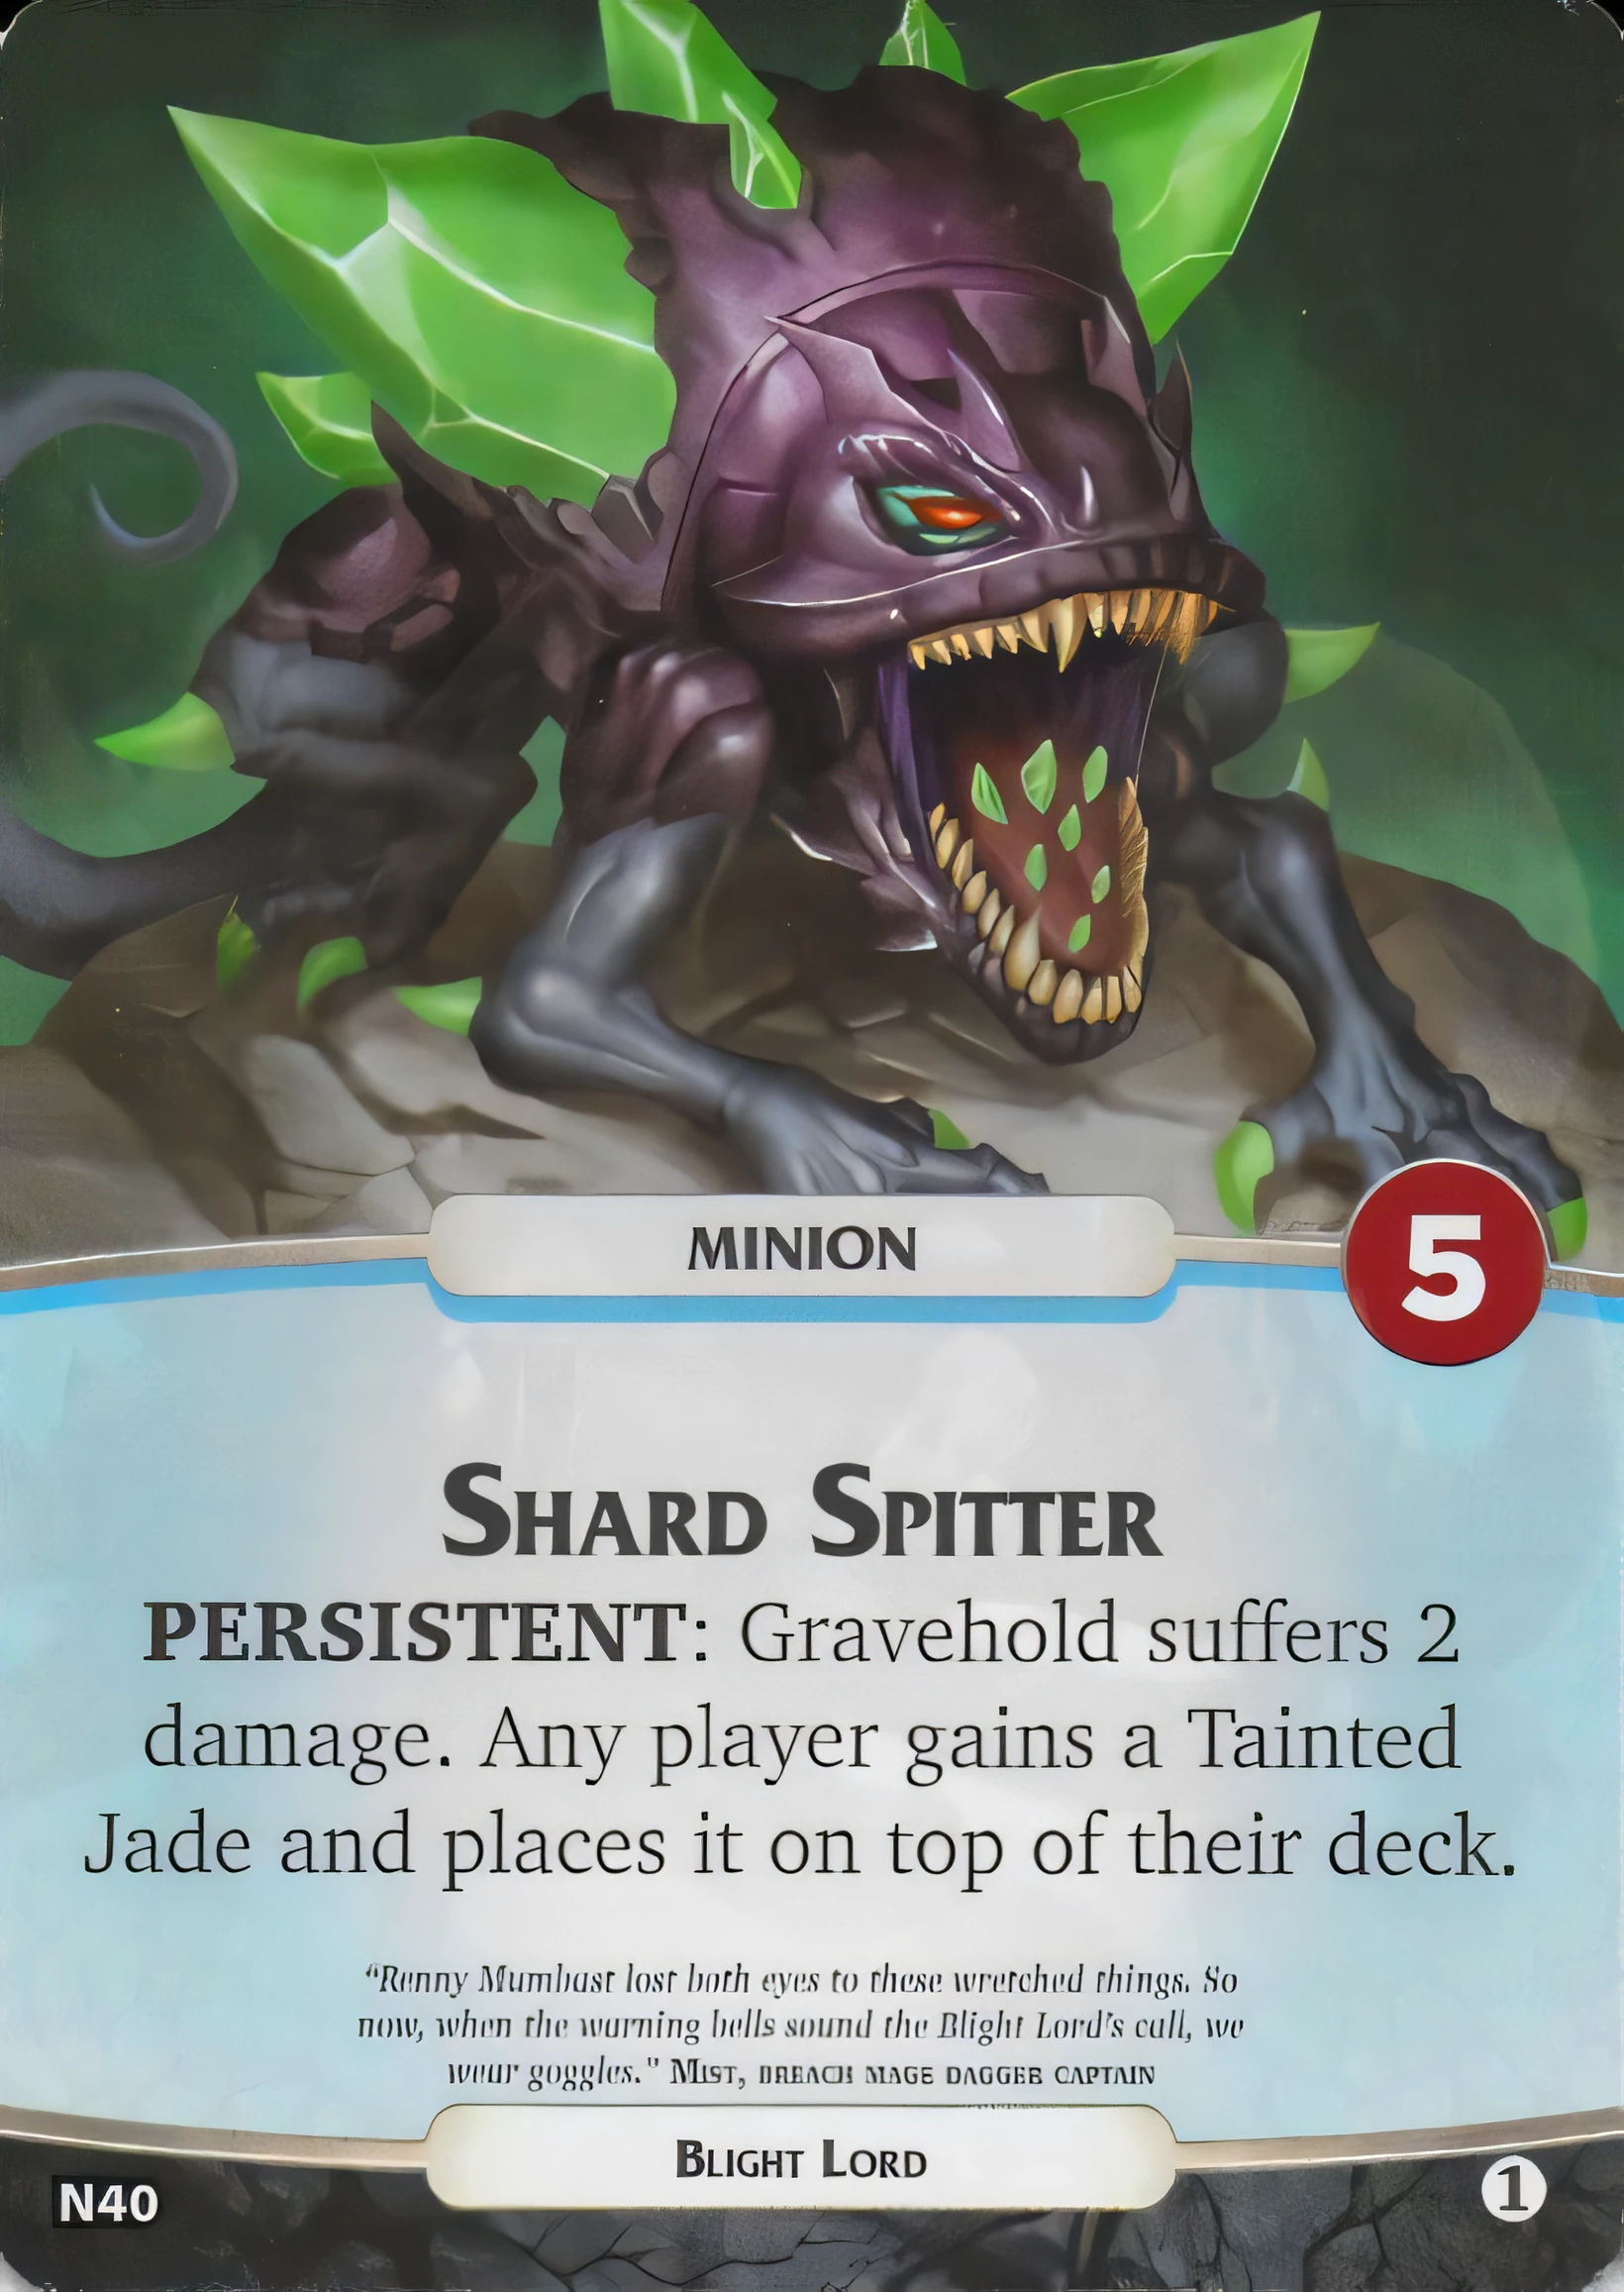 MINION
5
SHARD SPITTER
PERSISTENT: Gravehold suffers 2
damage. Any player gains a Tainted
Jade and places it on top of their deck.
"Renny Mumbast lost both eyes to these wretched things. So
now, when the warning bells sound the Blight Lord's call, we
wear goggles." MIST, BREACH MAGE DAGGER CAPTAIN
BLIGHT LORD
N40
1